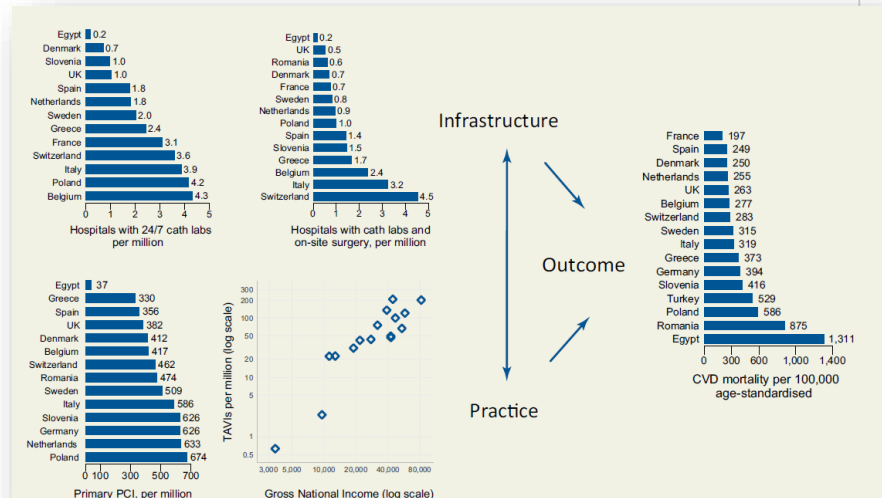 Egypt 0.2
Denmark 0.7
Slovenia 1.0
UK 1.0
Spain 1.8
Netherlands 1.8
Sweden 2.0
Greece 2.4
France 3.1
Switzerland 3.6
Italy 3.9
Poland 4.2
Belgium 4.3
0 1 2 3 4 5
Hospitals with 24/7 cath labs
per million
Egypt 0.2
UK 0.5
Romania 0.6
Denmark 0.7
France 0.7
Sweden 0.8
Netherlands 0.9
Poland 1.0
Spain 1.4
Slovenia 1.5
Greece 1.7
Belgium 2.4
Italy 3.2
Switzerland 4.5
0 1 2 3 4 5
Hospitals with cath labs and
on-site surgery, per million
Egypt 37
Greece 330
Spain 356
UK 382
Denmark 412
Belgium 417
Switzerland 462
Romania 474
Sweden 509
Italy 586
Slovenia 626
Germany 626
Netherlands 633
Poland 674
0 100 300 500 700
Primary PCI, per million
TAVIs per million (log scale)
300
200
100
50
20
10
5
1
0.5
3,000 5,000 10,000 20,000 40,000 80,000
Gross National Income (log scale)
Infrastructure
Outcome
Practice
France 197
Spain 249
Denmark 250
Netherlands 255
UK 263
Belgium 277
Switzerland 283
Sweden 315
Italy 319
Greece 373
Germany 394
Slovenia 416
Turkey 529
Poland 586
Romania 875
Egypt 1,311
0 300 600 1,000 1,400
CVD mortality per 100,000
age-standardised